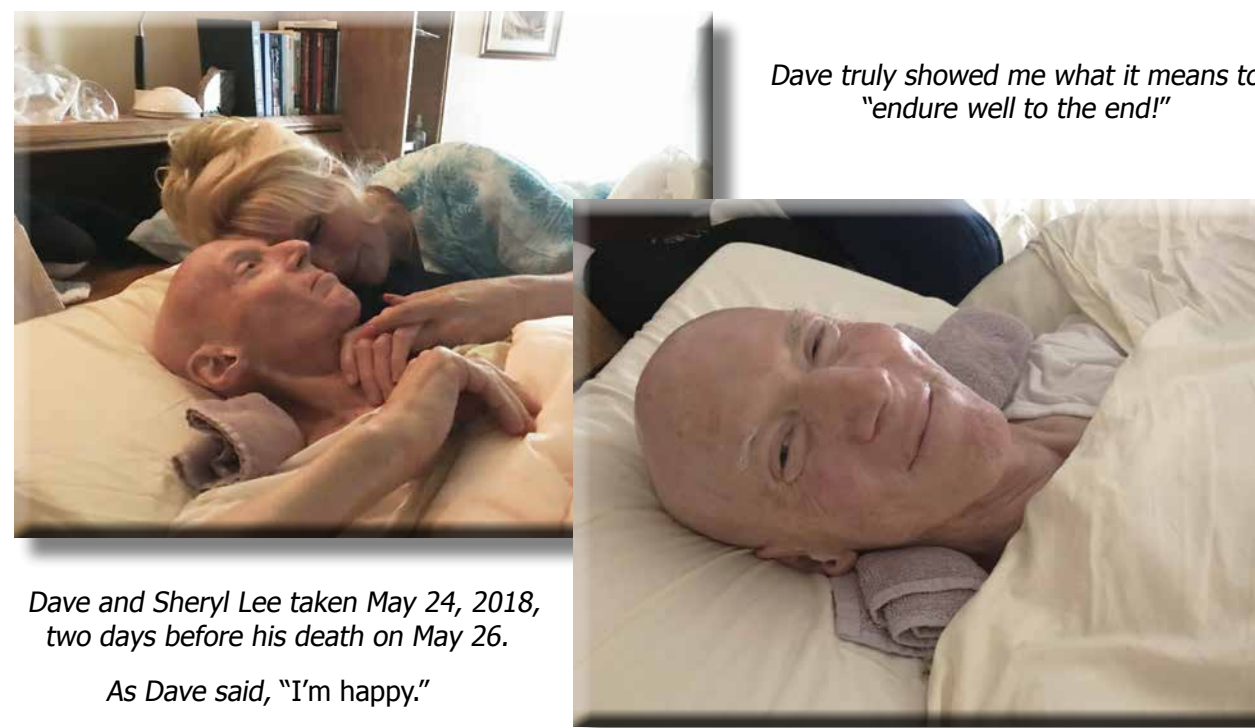 Dave truly showed me what it means to
“endure well to the end!”
Dave and Sheryl Lee taken May 24, 2018,
two days before his death on May 26.
As Dave said, “I’m happy.”